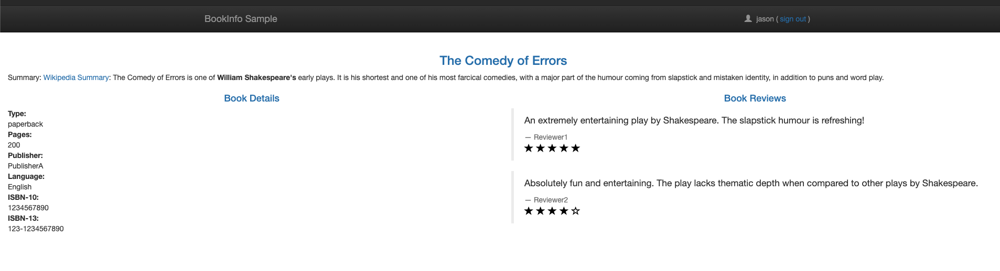 BookInfo Sample
jason ( sign out )
The Comedy of Errors
Summary: Wikipedia Summary: The Comedy of Errors is one of William Shakespeare's early plays. It is his shortest and one of his most farcical comedies, with a major part of the humour coming from slapstick and mistaken identity, in addition to puns and word play.
Book Details
Type:
paperback
Pages:
200
Publisher:
PublisherA
Language:
English
ISBN-10:
1234567890
ISBN-13:
123-1234567890
Book Reviews
An extremely entertaining play by Shakespeare. The slapstick humour is refreshing!
— Reviewer1
★ ★ ★ ★ ★
Absolutely fun and entertaining. The play lacks thematic depth when compared to other plays by Shakespeare.
— Reviewer2
★ ★ ★ ★ ☆